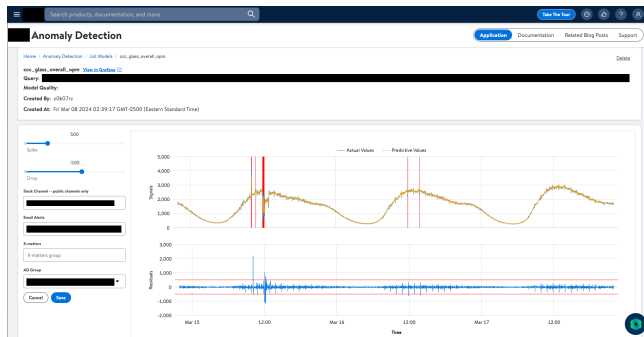 Search products, documentation, and more
Take The Tour
Anomaly Detection
Application
Documentation
Related Blog Posts
Support
Home / Anomaly Detection / List Models / ccc_glass_overall_opm
Delete
ccc_glass_overall_opm View in Grafana
Query:
Model Quality:
Created By: e0k07rz
Created At: Fri Mar 08 2024 02:39:17 GMT-0500 (Eastern Standard Time)
500
Spike
-500
Drop
Slack Channel — public channels only
Email Alerts
X-matters
X-matters group
AD Group
Cancel
Save
Actual Values
Predictive Values
Signals
5,000
4,000
3,000
2,000
1,000
0
Residuals
3,000
2,000
1,000
0
-1,000
-2,000
Mar 15
12:00
Mar 16
12:00
Mar 17
12:00
Time